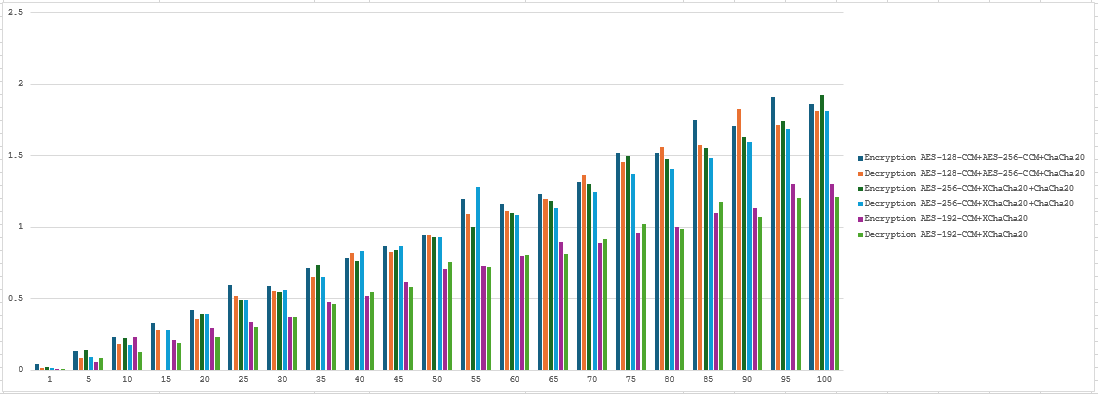 2.5
2
1.5
1
0.5
0
1 5 10 15 20 25 30 35 40 45 50 55 60 65 70 75 80 85 90 95 100
Encryption AES-128-CCM+AES-256-CCM+ChaCha20
Decryption AES-128-CCM+AES-256-CCM+ChaCha20
Encryption AES-256-CCM+XChaCha20+ChaCha20
Decryption AES-256-CCM+XChaCha20+ChaCha20
Encryption AES-192-CCM+XChaCha20
Decryption AES-192-CCM+XChaCha20